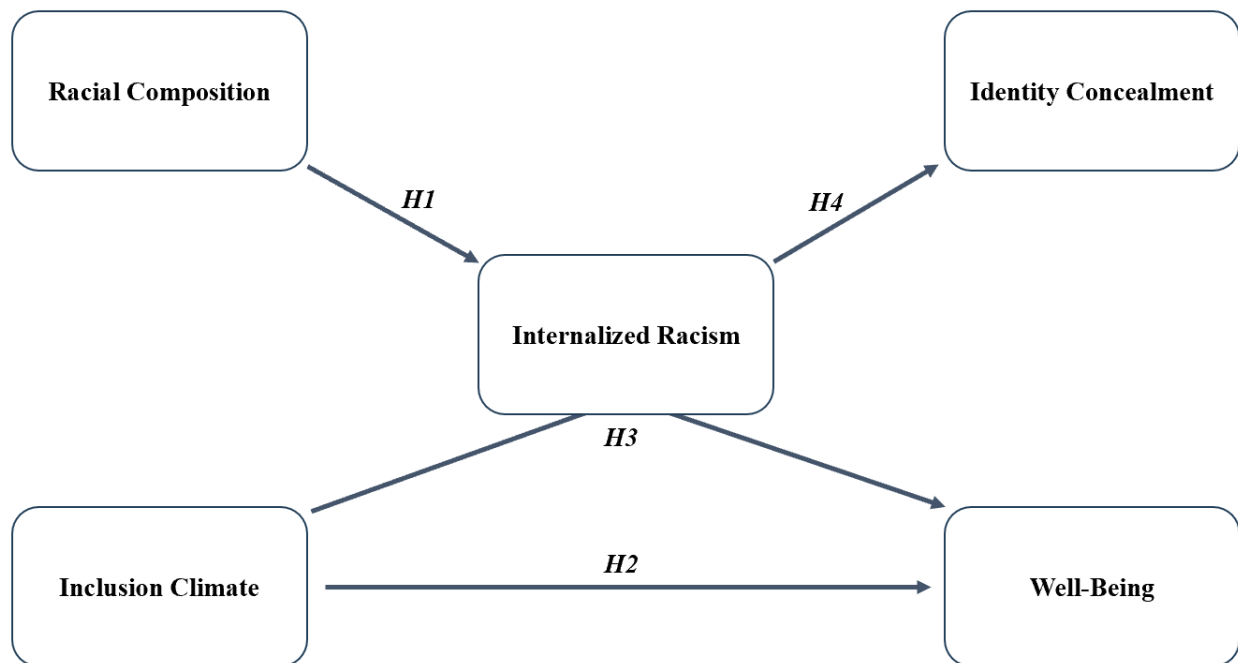 Racial Composition
Identity Concealment
H1
H4
Internalized Racism
H3
H2
Inclusion Climate
Well-Being